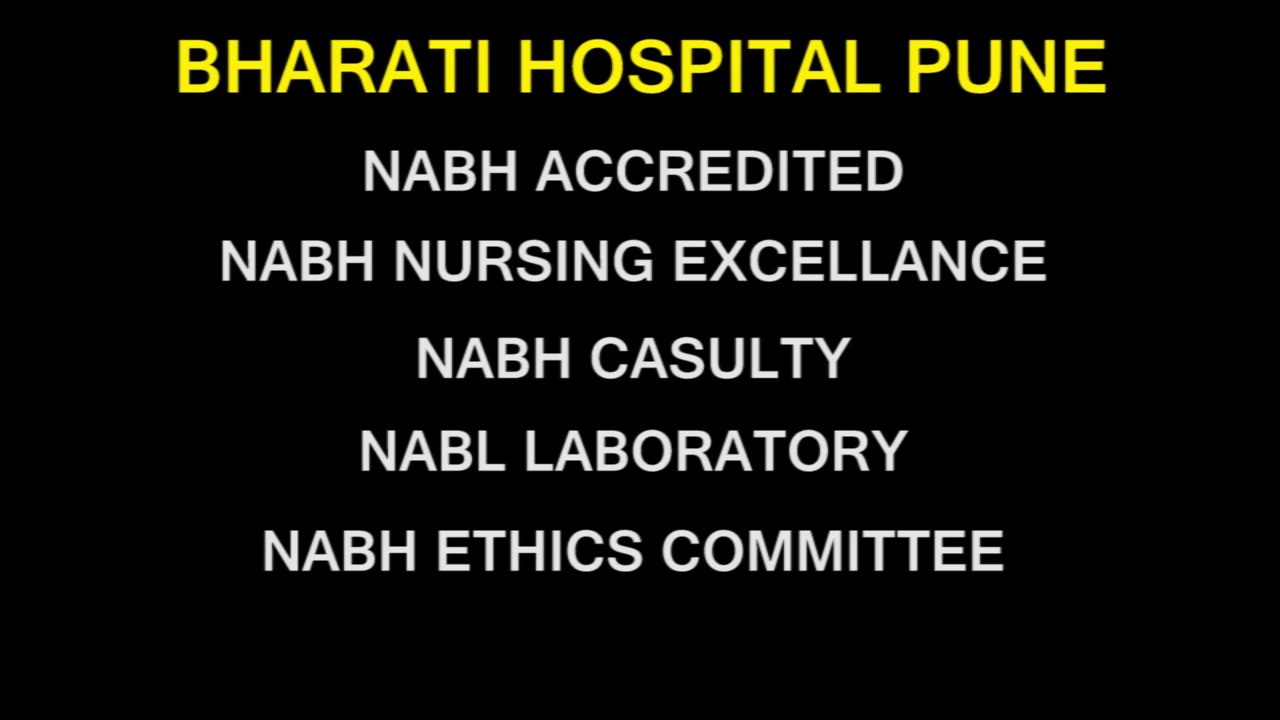 BHARATI HOSPITAL PUNE
NABH ACCREDITED
NABH NURSING EXCELLANCE
NABH CASULTY
NABL LABORATORY
NABH ETHICS COMMITTEE